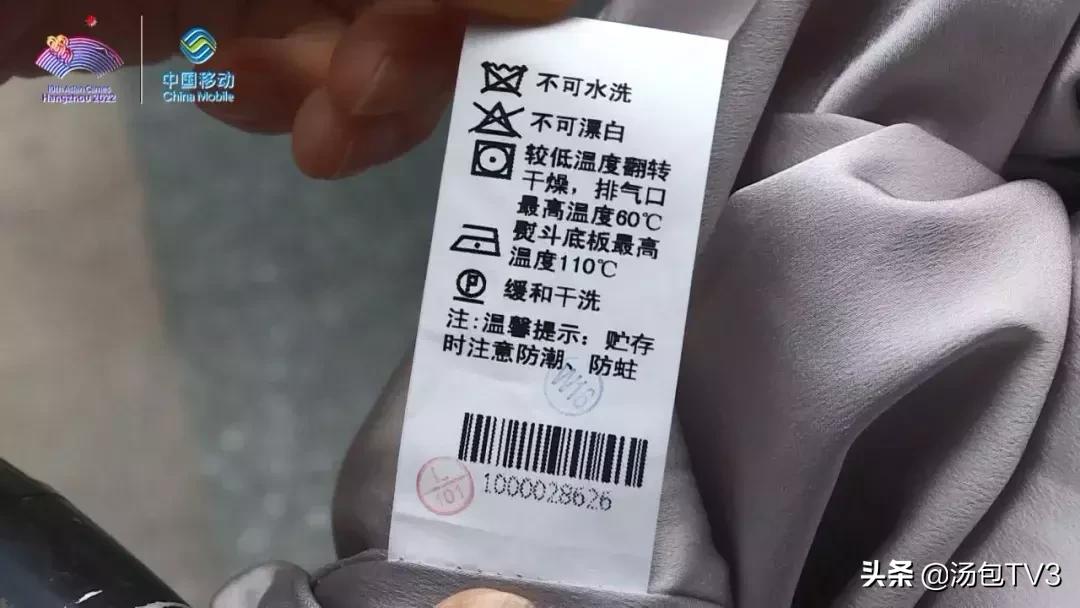 19th Asian Games
Hangzhou 2022
中国移动
China Mobile
不可水洗
不可漂白
较低温度翻转
干燥，排气口
最高温度60℃
熨斗底板最高
温度110℃
P
缓和干洗
注:温馨提示：贮存
时注意防潮、防蛀
W16
L
101
1000028626
头条 @汤包TV3